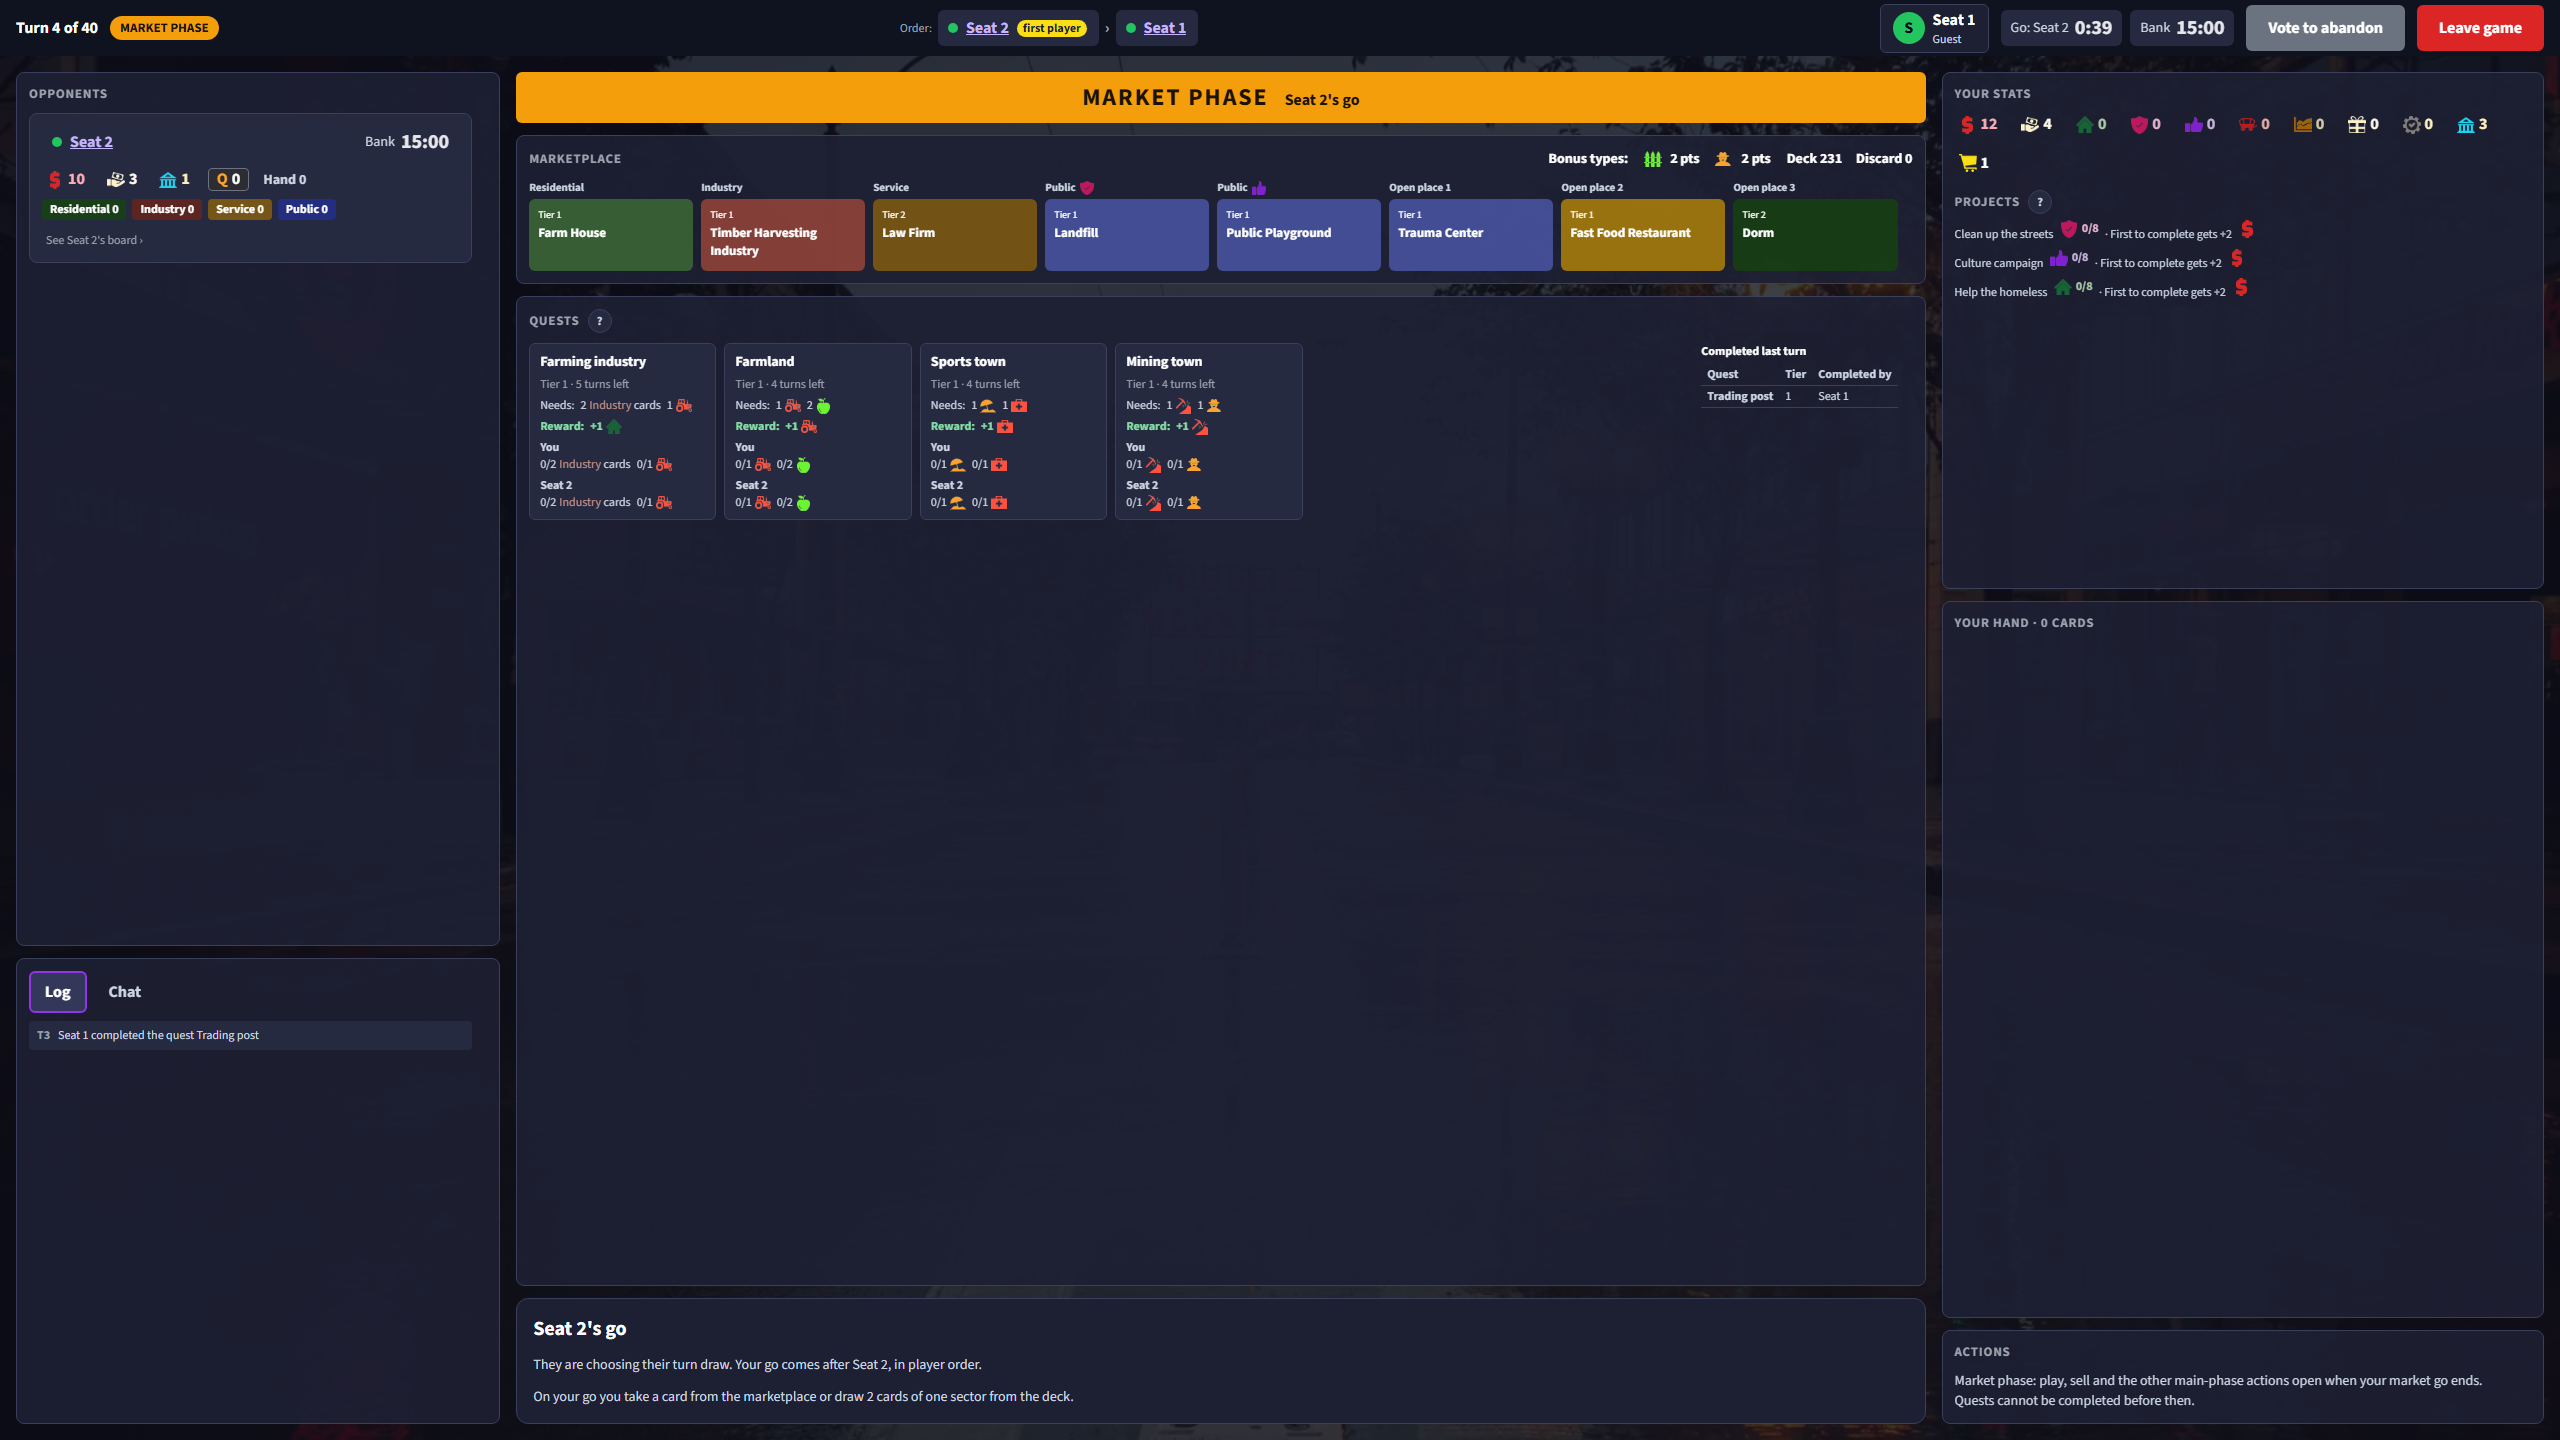 Turn 4 of 40 MARKET PHASE
Order: Seat 2 first player › Seat 1
S Seat 1
Guest
Go: Seat 2 0:39
Bank 15:00
Vote to abandon
Leave game
OPPONENTS
Seat 2
Bank 15:00
10 3 1 Q 0 Hand 0
Residential 0 Industry 0 Service 0 Public 0
See Seat 2's board ›
Log Chat
T3 Seat 1 completed the quest Trading post
MARKET PHASE Seat 2's go
MARKETPLACE
Bonus types: 2 pts 2 pts Deck 231 Discard 0
Residential
Tier 1
Farm House
Industry
Tier 1
Timber Harvesting
Industry
Service
Tier 2
Law Firm
Public
Tier 1
Landfill
Public
Tier 1
Public Playground
Open place 1
Tier 1
Trauma Center
Open place 2
Tier 1
Fast Food Restaurant
Open place 3
Tier 2
Dorm
QUESTS ?
Farming industry
Tier 1 · 5 turns left
Needs: 2 Industry cards 1
Reward: +1
You
0/2 Industry cards 0/1
Seat 2
0/2 Industry cards 0/1
Farmland
Tier 1 · 4 turns left
Needs: 1 2
Reward: +1
You
0/1 0/2
Seat 2
0/1 0/2
Sports town
Tier 1 · 4 turns left
Needs: 1 1
Reward: +1
You
0/1 0/1
Seat 2
0/1 0/1
Mining town
Tier 1 · 4 turns left
Needs: 1 1
Reward: +1
You
0/1 0/1
Seat 2
0/1 0/1
Completed last turn
Quest Tier Completed by
Trading post 1 Seat 1
Seat 2's go
They are choosing their turn draw. Your go comes after Seat 2, in player order.
On your go you take a card from the marketplace or draw 2 cards of one sector from the deck.
YOUR STATS
$ 12 4 0 0 0 0 0 0 0 3
1
PROJECTS ?
Clean up the streets 0/8 · First to complete gets +2 $
Culture campaign 0/8 · First to complete gets +2 $
Help the homeless 0/8 · First to complete gets +2 $
YOUR HAND · 0 CARDS
ACTIONS
Market phase: play, sell and the other main-phase actions open when your market go ends.
Quests cannot be completed before then.